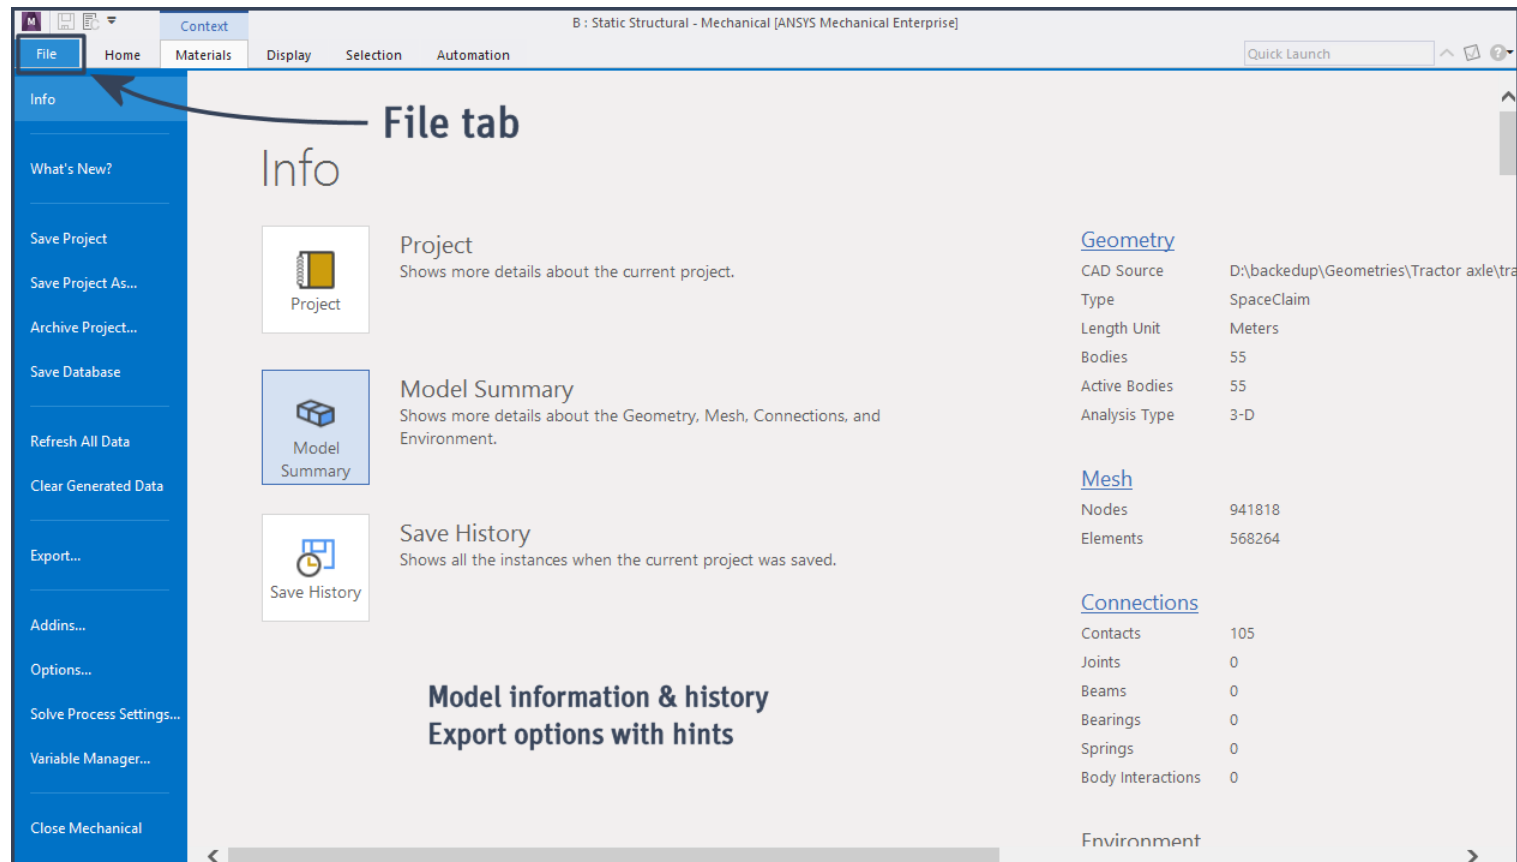 M
Context
B : Static Structural - Mechanical [ANSYS Mechanical Enterprise]
File Home Materials Display Selection Automation
Quick Launch
Info
What's New?
Save Project
Save Project As...
Archive Project...
Save Database
Refresh All Data
Clear Generated Data
Export...
Addins...
Options...
Solve Process Settings...
Variable Manager...
Close Mechanical
File tab
Info
Project
Project
Shows more details about the current project.
Model
Summary
Model Summary
Shows more details about the Geometry, Mesh, Connections, and
Environment.
Save History
Save History
Shows all the instances when the current project was saved.
Model information & history
Export options with hints
Geometry
CAD Source D:\backedup\Geometries\Tractor axle\tra
Type SpaceClaim
Length Unit Meters
Bodies 55
Active Bodies 55
Analysis Type 3-D
Mesh
Nodes 941818
Elements 568264
Connections
Contacts 105
Joints 0
Beams 0
Bearings 0
Springs 0
Body Interactions 0
Environment